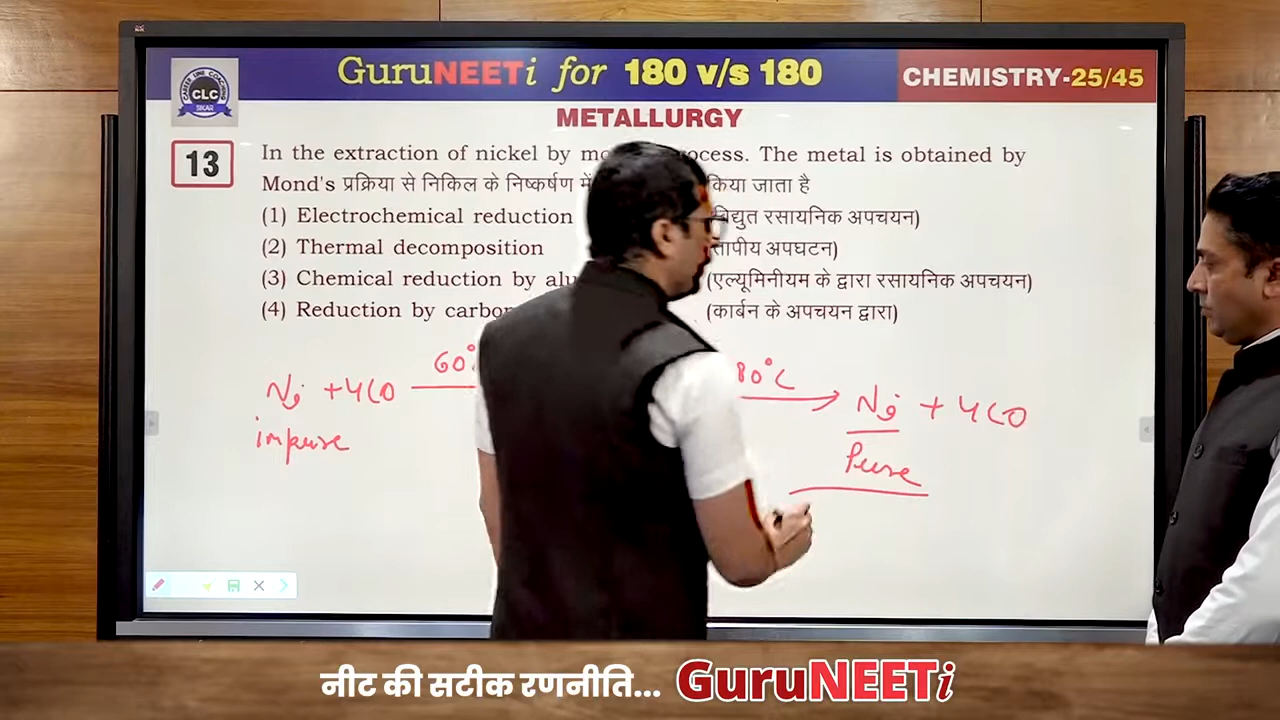 GuruNEETi for 180 v/s 180
CHEMISTRY-25/45
CLC
SIKAR
METALLURGY
13
In the extraction of nickel by mo ocess. The metal is obtained by
Mond's प्रक्रिया से निकिल के निष्कर्षण में किया जाता है
(1) Electrochemical reduction विद्युत रसायनिक अपचयन)
(2) Thermal decomposition तापीय अपघटन)
(3) Chemical reduction by alu (एल्यूमिनीयम के द्वारा रसायनिक अपचयन)
(4) Reduction by carbo (कार्बन के अपचयन द्वारा)
60° 80°C
Ni + 4CO Ni + 4CO
impure Pure
नीट की सटीक रणनीति... GuruNEETi